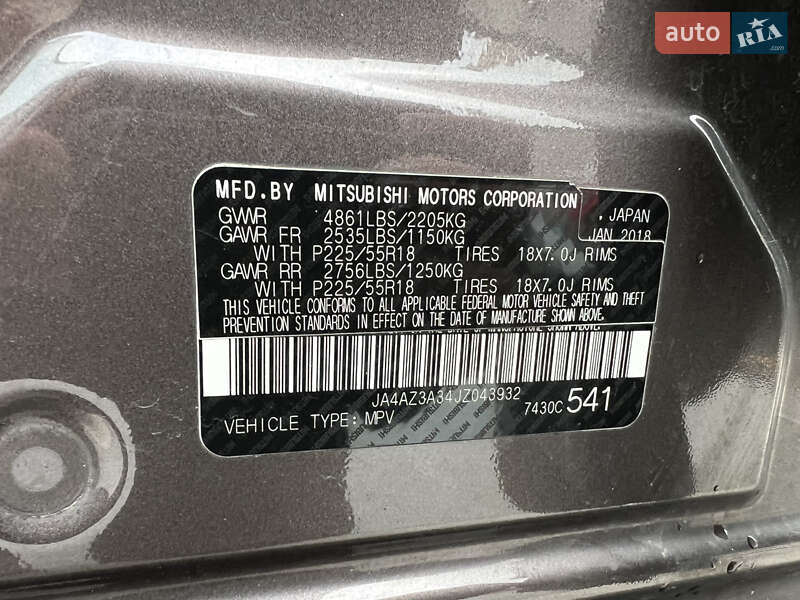 auto RIA.com
MFD.BY MITSUBISHI MOTORS CORPORATION , JAPAN
GVWR 4861LBS/2205KG JAN 2018
GAWR FR 2535LBS/1150KG
WITH P225/55R18 TIRES 18X7.0J RIMS
GAWR RR 2756LBS/1250KG
WITH P225/55R18 TIRES 18X7.0J RIMS
THIS VEHICLE CONFORMS TO ALL APPLICABLE FEDERAL MOTOR VEHICLE SAFETY AND THEFT
PREVENTION STANDARDS IN EFFECT ON THE DATE OF MANUFACTURE SHOWN ABOVE.
JA4AZ3A34JZ043932
VEHICLE TYPE: MPV 7430C 541